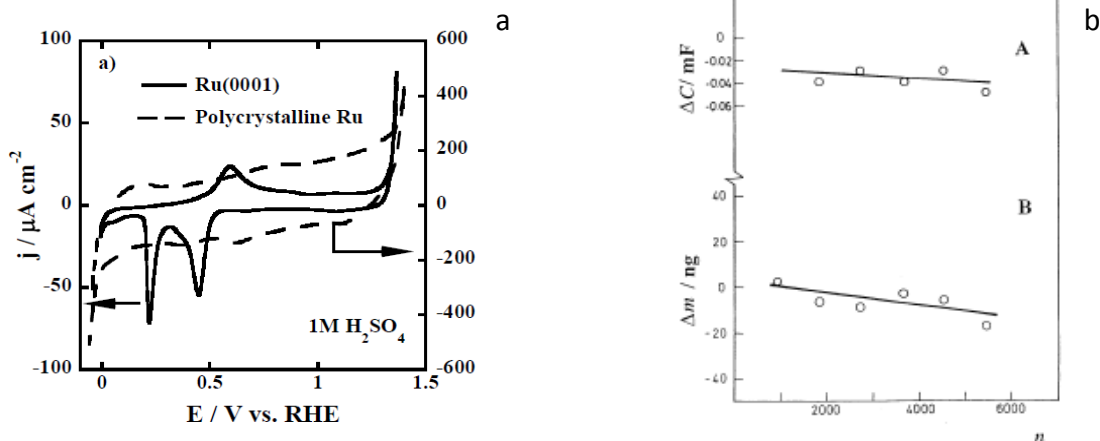 a
a)
Ru(0001)
Polycrystalline Ru
1M H₂SO₄
j / µA cm⁻²
100
50
0
-50
-100
600
400
200
0
-200
-400
-600
0
0.5
1
1.5
E / V vs. RHE
b
A
ΔC/ mF
0
-0.02
-0.04
-0.06
B
Δm / ng
40
20
0
-20
-40
2000
4000
6000
n